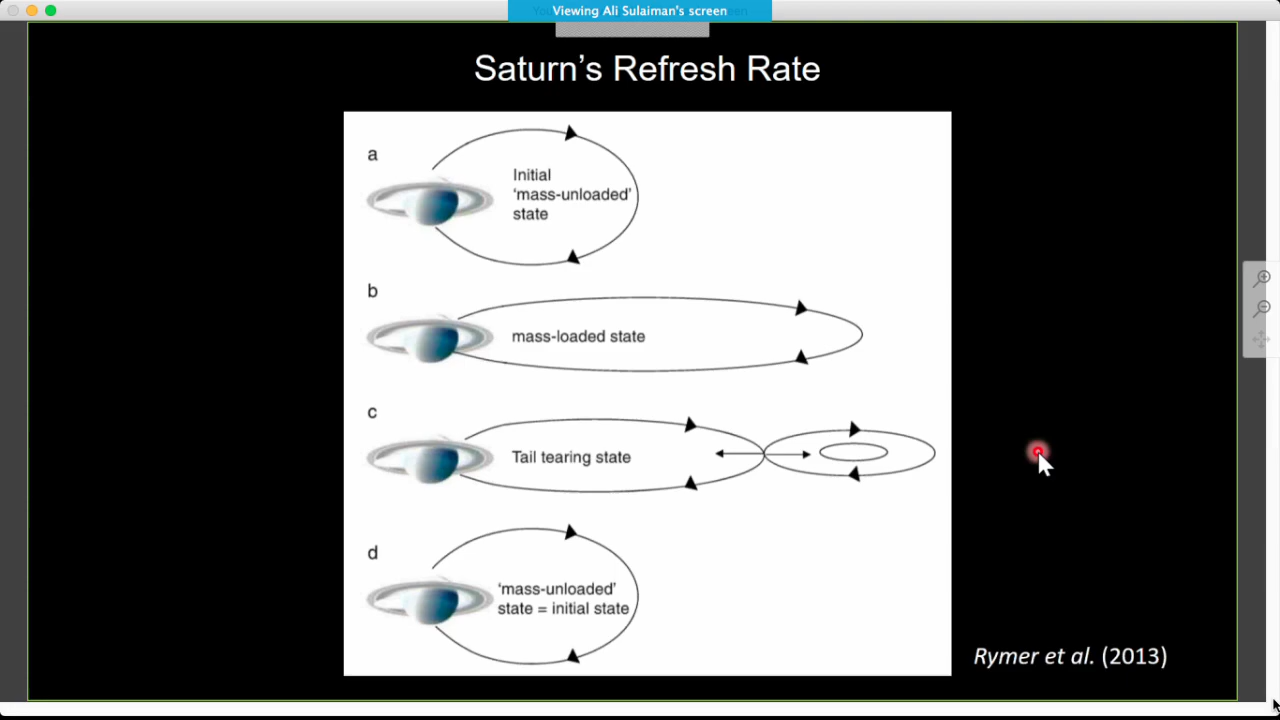 Viewing Ali Sulaiman's screen
Saturn's Refresh Rate
a
Initial
'mass-unloaded'
state
b
mass-loaded state
c
Tail tearing state
d
'mass-unloaded'
state = initial state
Rymer et al. (2013)